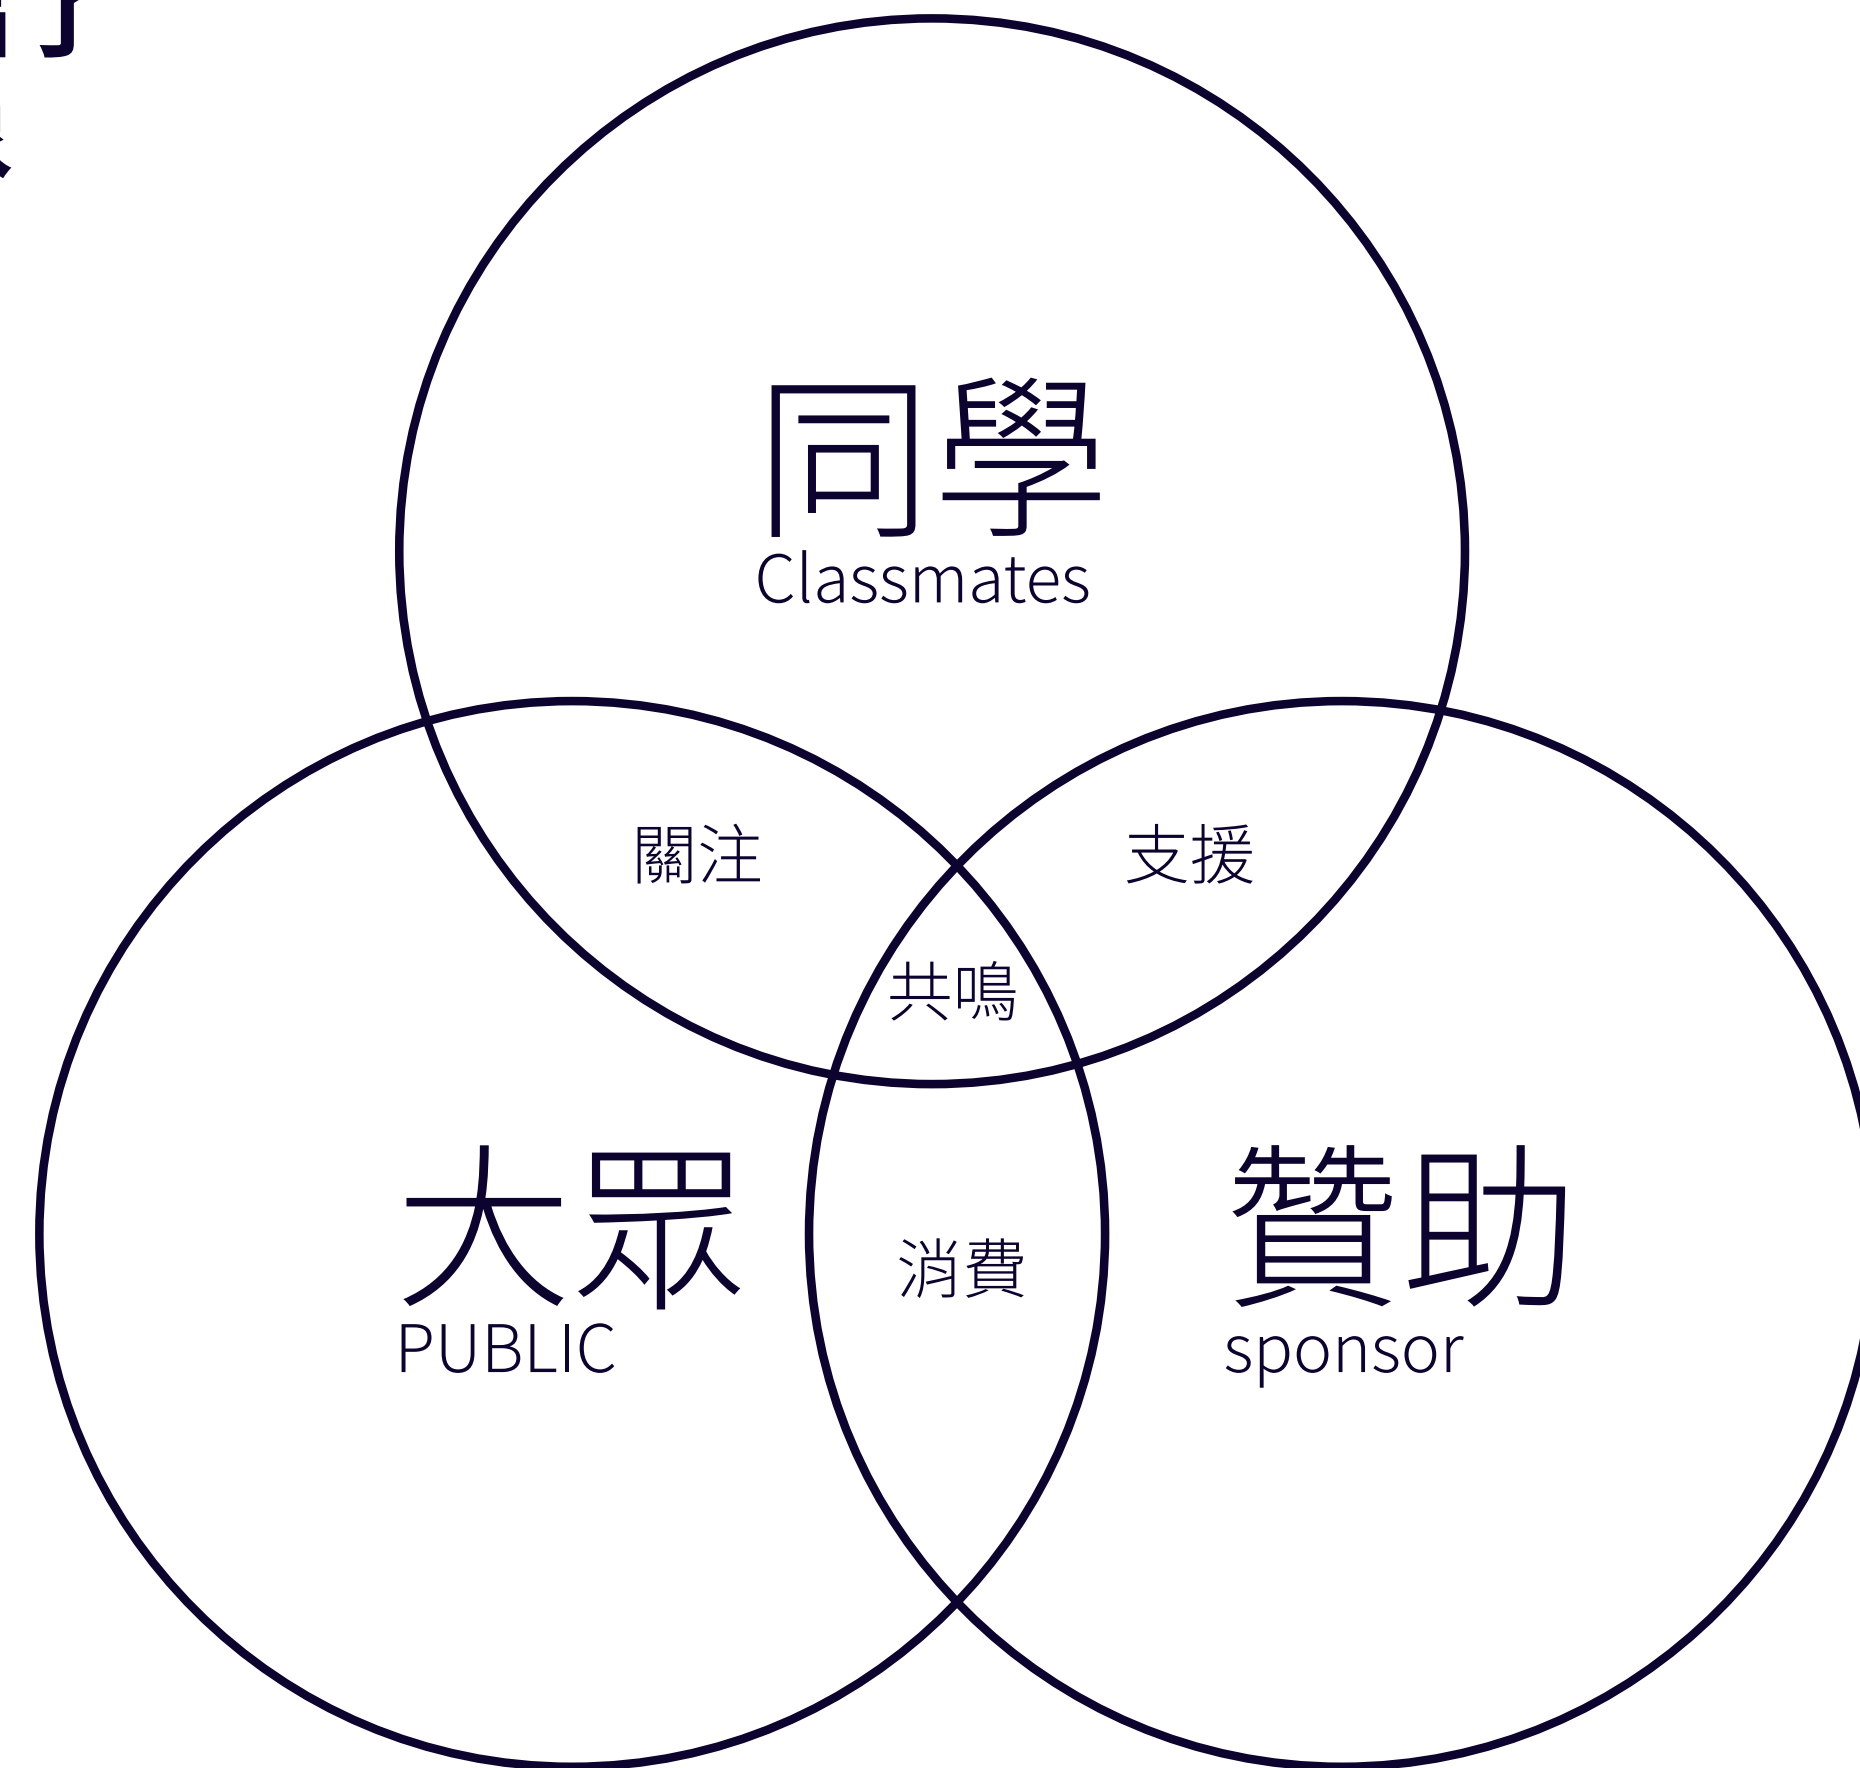 同學
Classmates
關注
支援
共鳴
大眾
PUBLIC
消費
贊助
sponsor